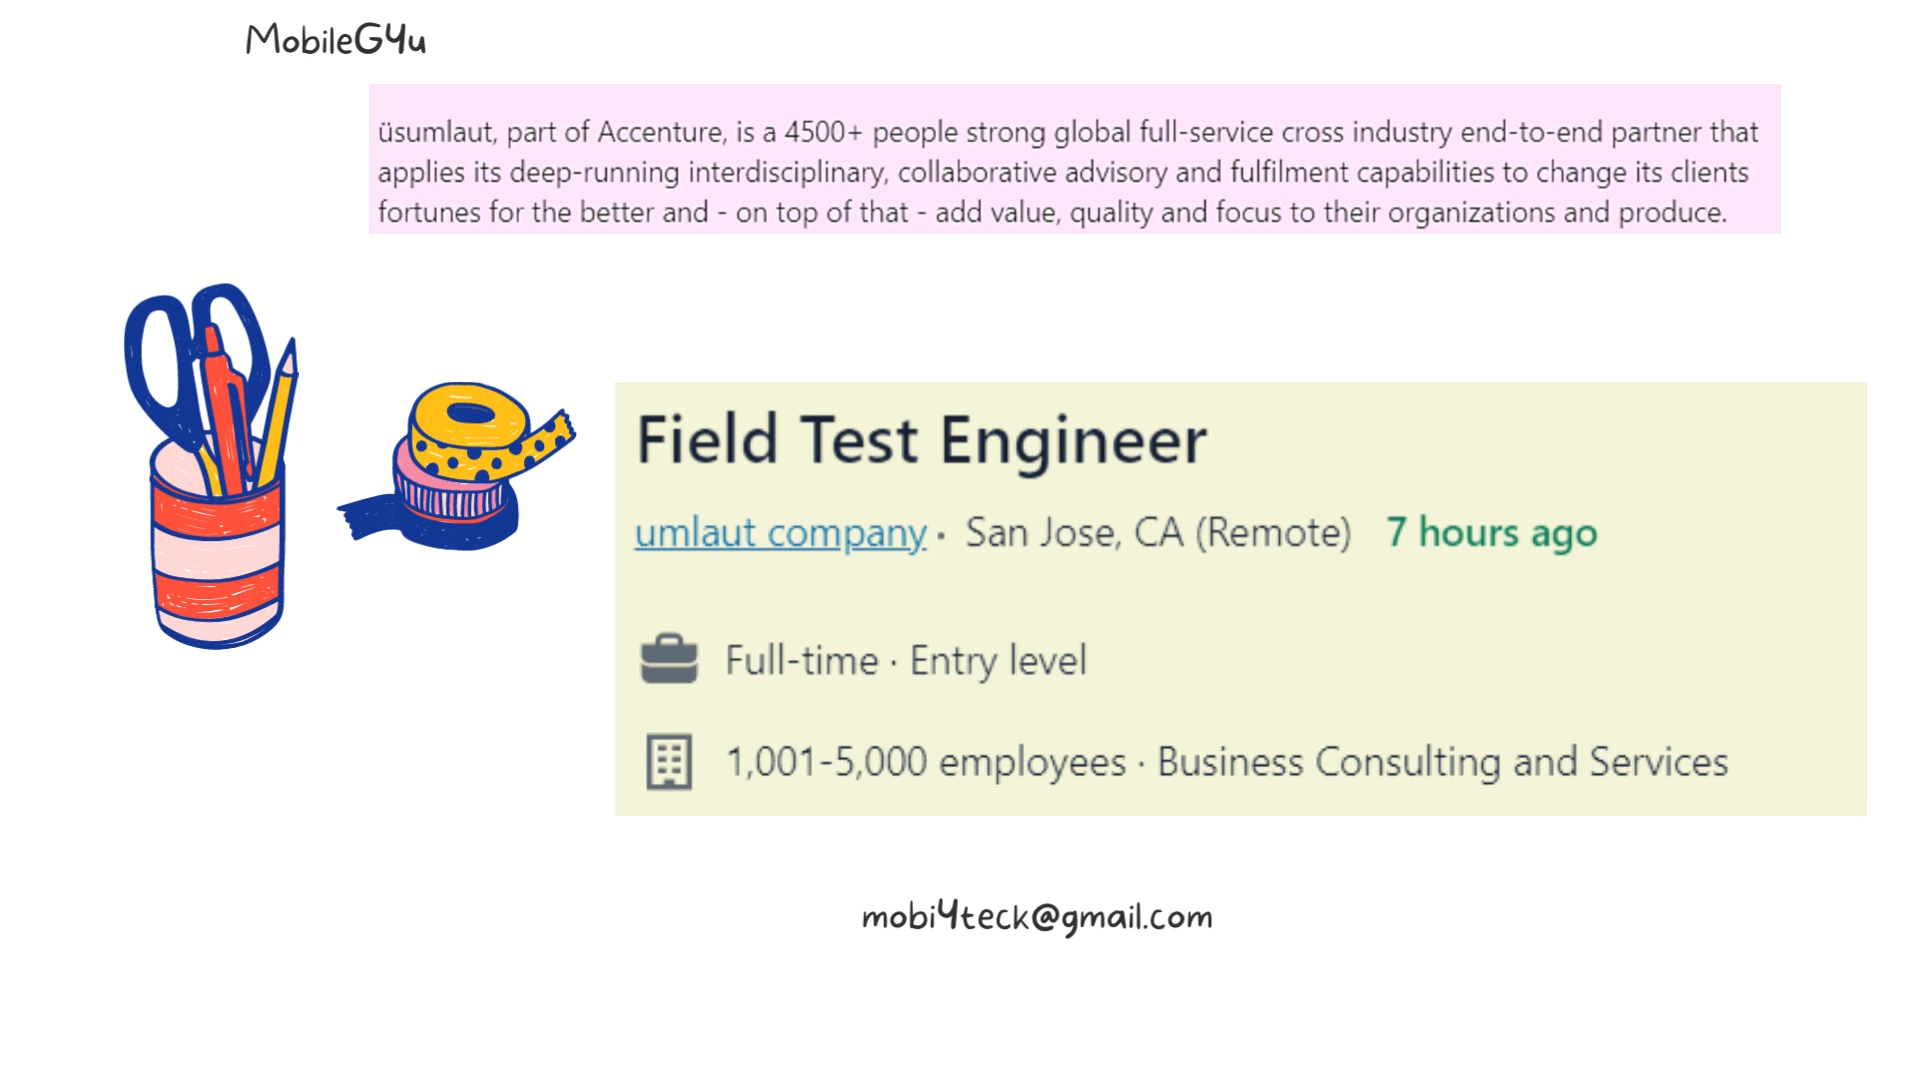 MobileG4u
üsumlaut, part of Accenture, is a 4500+ people strong global full-service cross industry end-to-end partner that
applies its deep-running interdisciplinary, collaborative advisory and fulfilment capabilities to change its clients
fortunes for the better and - on top of that - add value, quality and focus to their organizations and produce.
Field Test Engineer
umlaut company · San Jose, CA (Remote) 7 hours ago
Full-time · Entry level
1,001-5,000 employees · Business Consulting and Services
mobi4teck@gmail.com